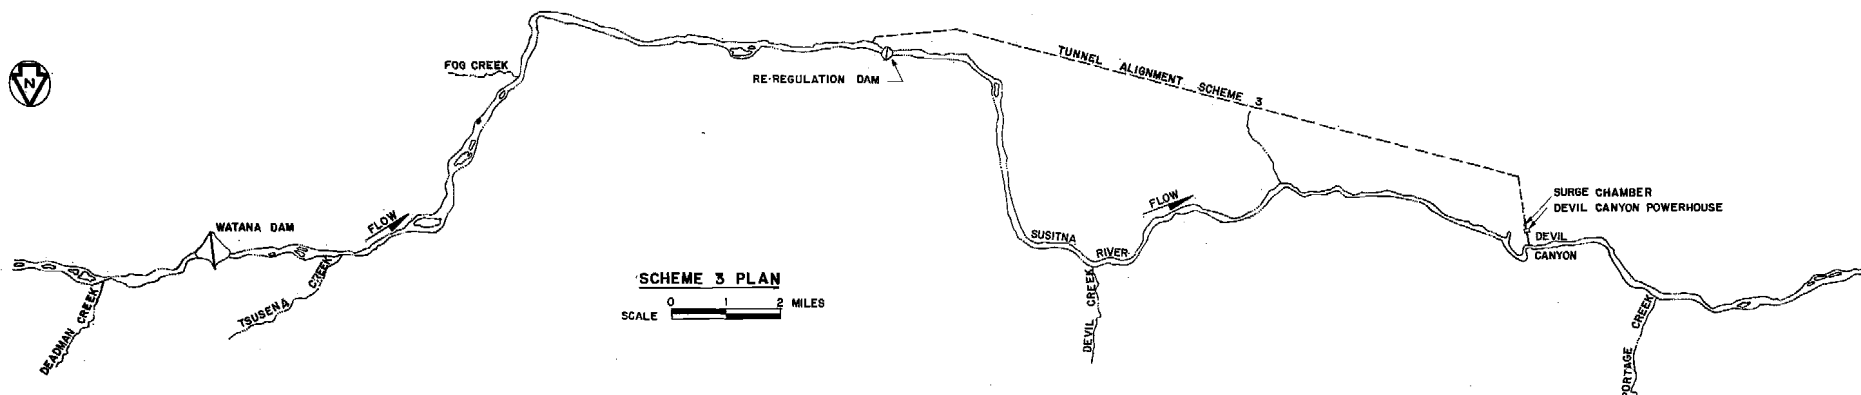 TUNNEL ALIGNMENT SCHEME 3
FOG CREEK
RE-REGULATION DAM
N
SURGE CHAMBER
DEVIL CANYON POWERHOUSE
FLOW
FLOW
WATANA DAM
SUSITNA RIVER
DEVIL
CANYON
SCHEME 3 PLAN
0 1 2 MILES
SCALE
DEADMAN CREEK
TSUSENA CREEK
DEVIL CREEK
PORTAGE CREEK